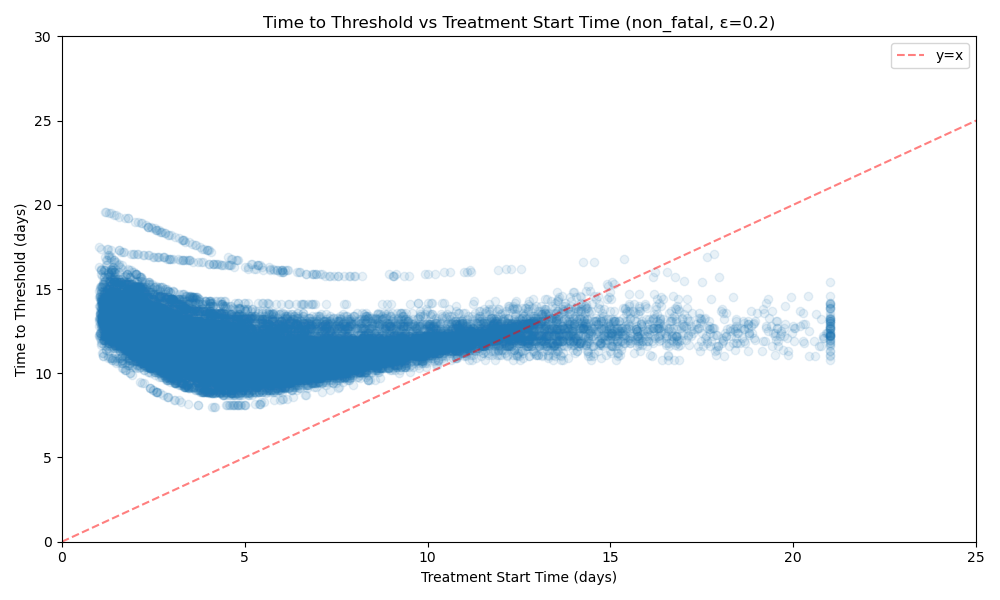 Time to Threshold vs Treatment Start Time (non_fatal, ε=0.2)
y=x
Time to Threshold (days)
30
25
20
15
10
5
0
0 5 10 15 20 25
Treatment Start Time (days)